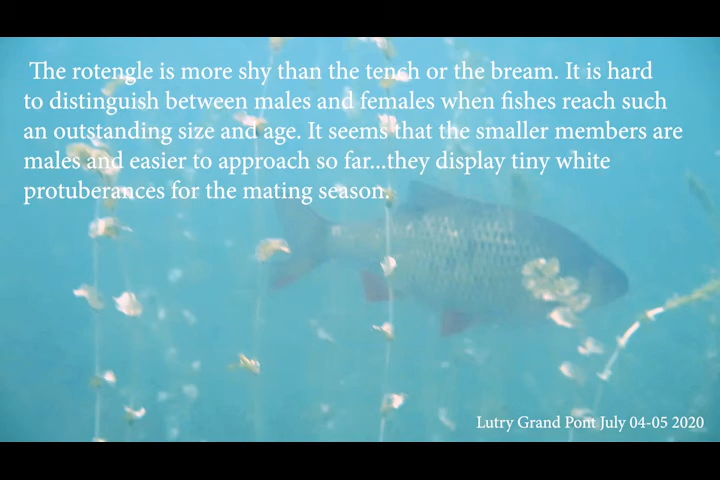 The rotengle is more shy than the tench or the bream. It is hard
to distinguish between males and females when fishes reach such
an outstanding size and age. It seems that the smaller members are
males and easier to approach so far...they display tiny white
protuberances for the mating season.
Lutry Grand Pont July 04-05 2020